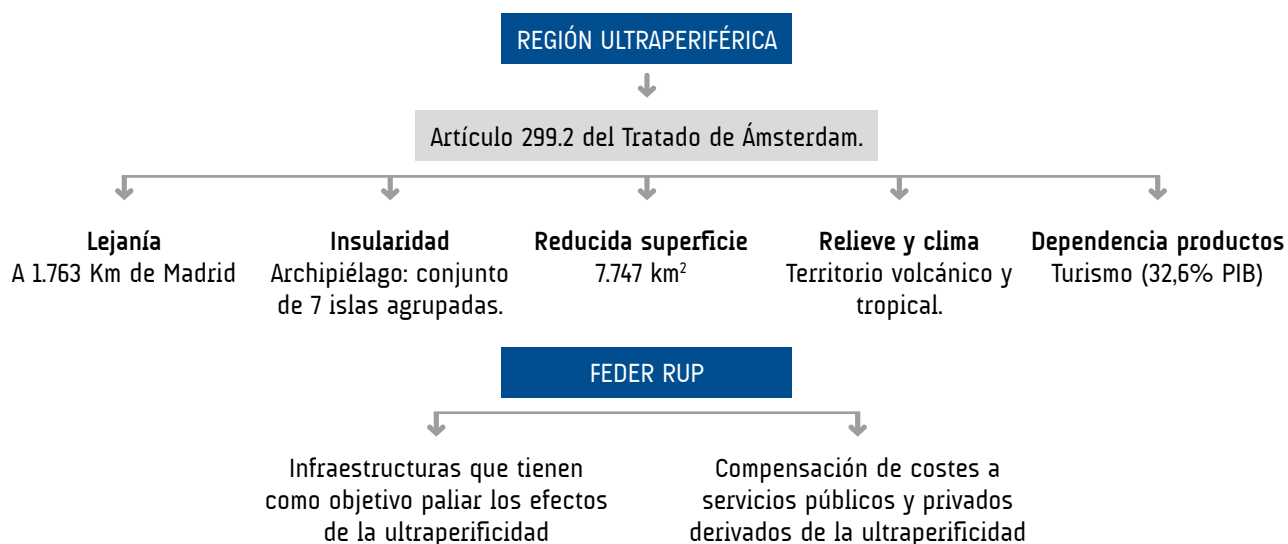 REGIÓN ULTRAPERIFÉRICA
Artículo 299.2 del Tratado de Ámsterdam.
Lejanía
A 1.763 Km de Madrid
Insularidad
Archipiélago: conjunto
de 7 islas agrupadas.
Reducida superficie
7.747 km²
Relieve y clima
Territorio volcánico y
tropical.
Dependencia productos
Turismo (32,6% PIB)
FEDER RUP
Infraestructuras que tienen
como objetivo paliar los efectos
de la ultraperificidad
Compensación de costes a
servicios públicos y privados
derivados de la ultraperificidad